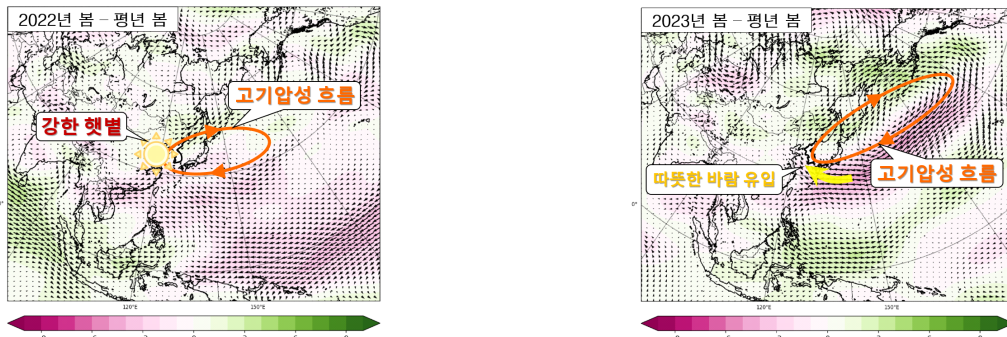 2022년 봄 – 평년 봄
고기압성 흐름
강한 햇볕
120°E
150°E
2023년 봄 – 평년 봄
따뜻한 바람 유입
고기압성 흐름
0°
120°E
150°E